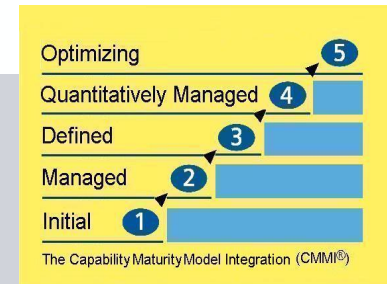 Optimizing 5
Quantitatively Managed 4
Defined 3
Managed 2
Initial 1
The Capability Maturity Model Integration (CMMI®)